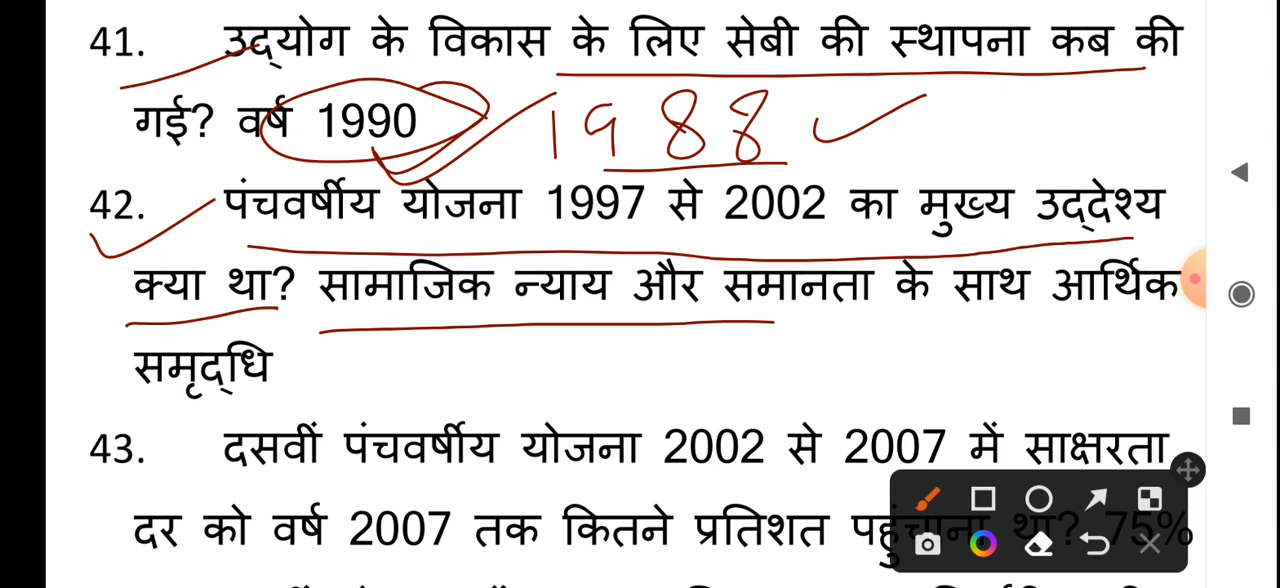 41. उद्योग के विकास के लिए सेबी की स्थापना कब की
गई? वर्ष 1990 1988
42. पंचवर्षीय योजना 1997 से 2002 का मुख्य उद्देश्य
क्या था? सामाजिक न्याय और समानता के साथ आर्थिक
समृद्धि
43. दसवीं पंचवर्षीय योजना 2002 से 2007 में साक्षरता
दर को वर्ष 2007 तक कितने प्रतिशत पहुंचाना था? 75%